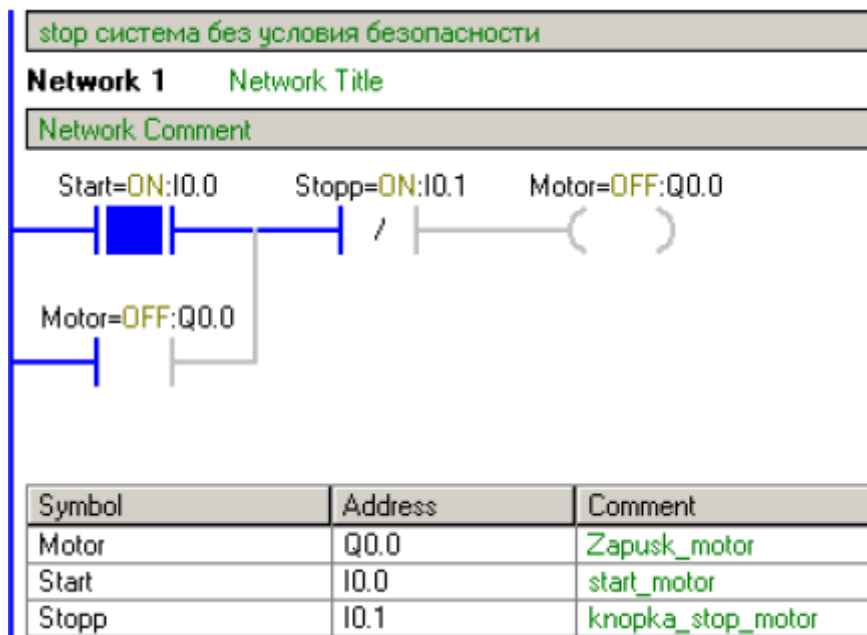 stop система без условия безопасности
Network 1 Network Title
Network Comment
Start=ON:I0.0 Stopp=ON:I0.1 Motor=OFF:Q0.0
/
Motor=OFF:Q0.0
Symbol Address Comment
Motor Q0.0 Zapusk_motor
Start I0.0 start_motor
Stopp I0.1 knopka_stop_motor